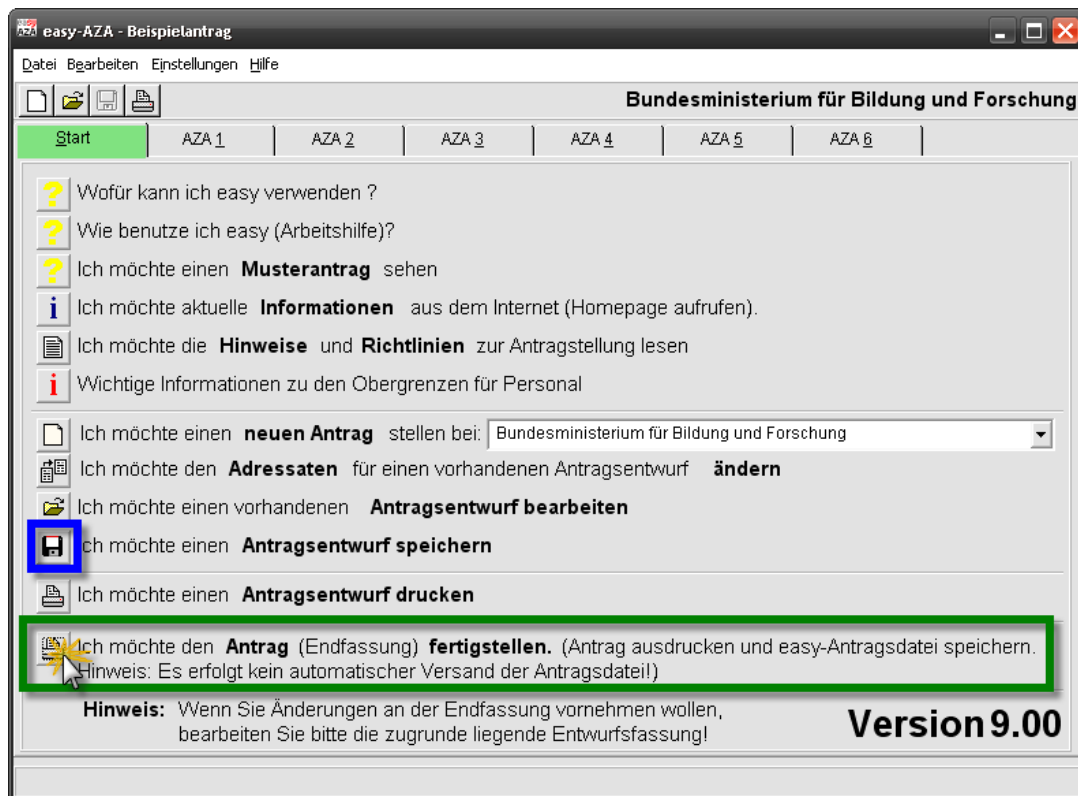 easy-AZA - Beispielantrag
Datei Bearbeiten Einstellungen Hilfe
Bundesministerium für Bildung und Forschung
Start AZA 1 AZA 2 AZA 3 AZA 4 AZA 5 AZA 6
Wofür kann ich easy verwenden ?
Wie benutze ich easy (Arbeitshilfe)?
Ich möchte einen Musterantrag sehen
Ich möchte aktuelle Informationen aus dem Internet (Homepage aufrufen).
Ich möchte die Hinweise und Richtlinien zur Antragstellung lesen
Wichtige Informationen zu den Obergrenzen für Personal
Ich möchte einen neuen Antrag stellen bei: Bundesministerium für Bildung und Forschung
Ich möchte den Adressaten für einen vorhandenen Antragsentwurf ändern
Ich möchte einen vorhandenen Antragsentwurf bearbeiten
Ich möchte einen Antragsentwurf speichern
Ich möchte einen Antragsentwurf drucken
Ich möchte den Antrag (Endfassung) fertigstellen. (Antrag ausdrucken und easy-Antragsdatei speichern.
Hinweis: Es erfolgt kein automatischer Versand der Antragsdatei!)
Hinweis: Wenn Sie Änderungen an der Endfassung vornehmen wollen,
bearbeiten Sie bitte die zugrunde liegende Entwurfsfassung!
Version 9.00